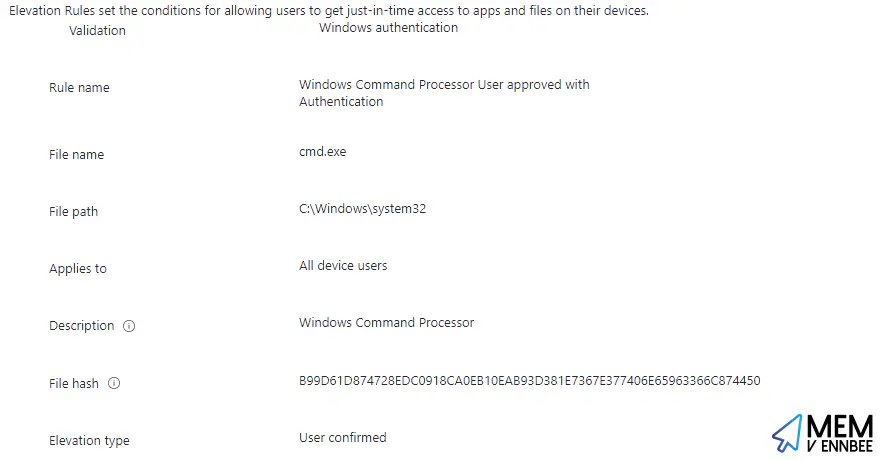 Elevation Rules set the conditions for allowing users to get just-in-time access to apps and files on their devices.
Validation Windows authentication
Rule name Windows Command Processor User approved with
Authentication
File name cmd.exe
File path C:\Windows\system32
Applies to All device users
Description Windows Command Processor
File hash B99D61D874728EDC0918CA0EB10EAB93D381E7367E377406E65963366C874450
Elevation type User confirmed
MEM
V ENNBEE